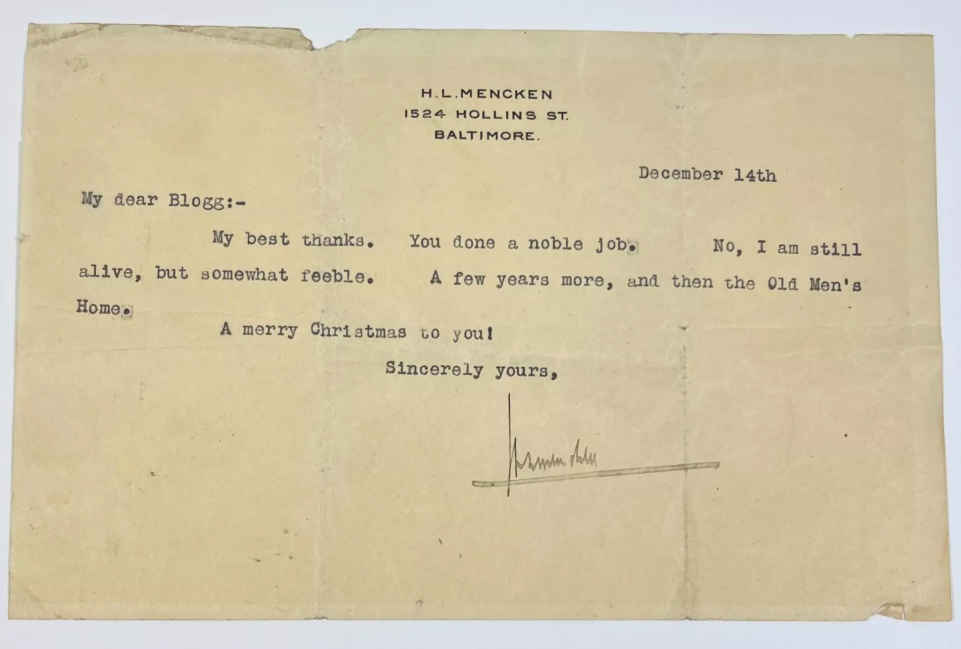 H.L.MENCKEN
1524 HOLLINS ST.
BALTIMORE.
December 14th
My dear Blogg:-
My best thanks. You done a noble job. No, I am still
alive, but somewhat feeble. A few years more, and then the Old Men's
Home.
A merry Christmas to you!
Sincerely yours,
HLMencken